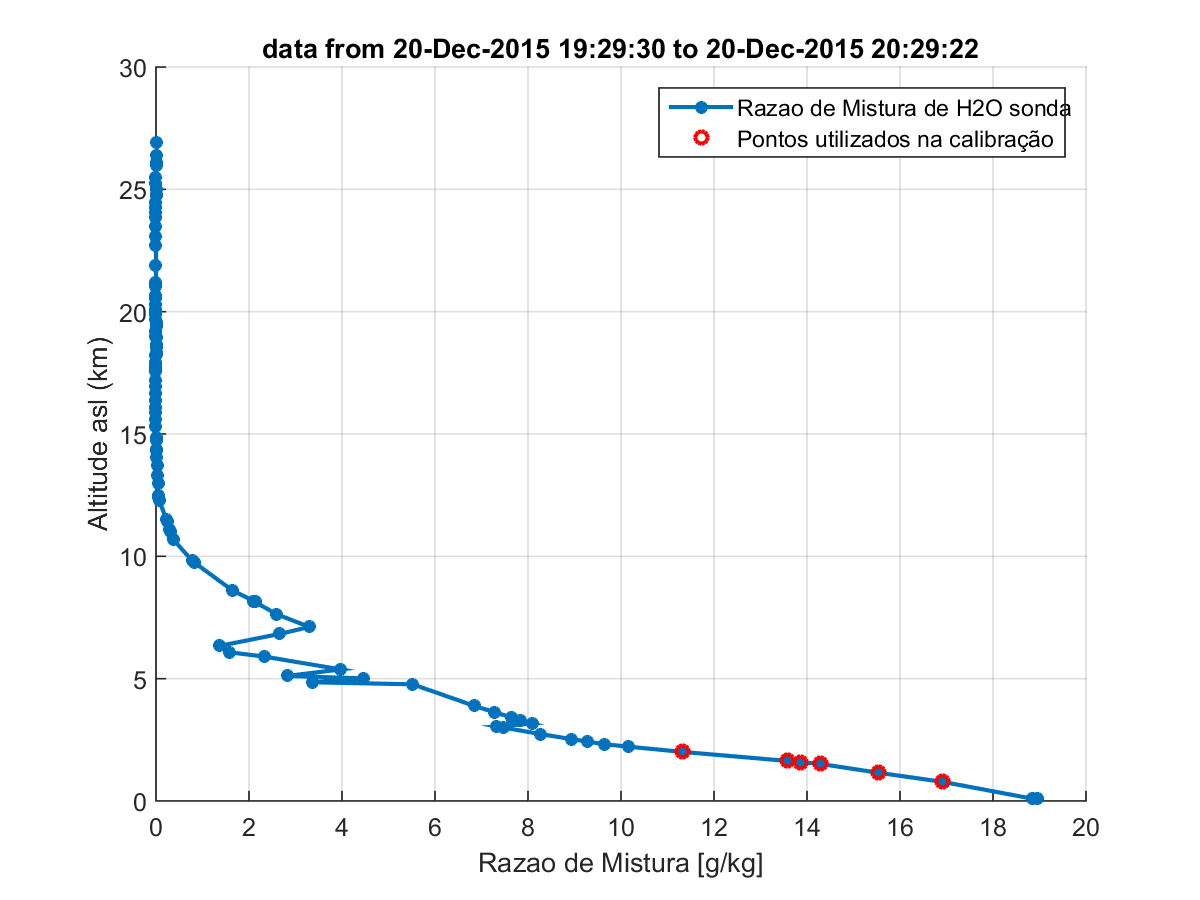 data from 20-Dec-2015 19:29:30 to 20-Dec-2015 20:29:22
Razao de Mistura de H2O sonda
Pontos utilizados na calibração
Altitude asl (km)
30
25
20
15
10
5
0
0 2 4 6 8 10 12 14 16 18 20
Razao de Mistura [g/kg]